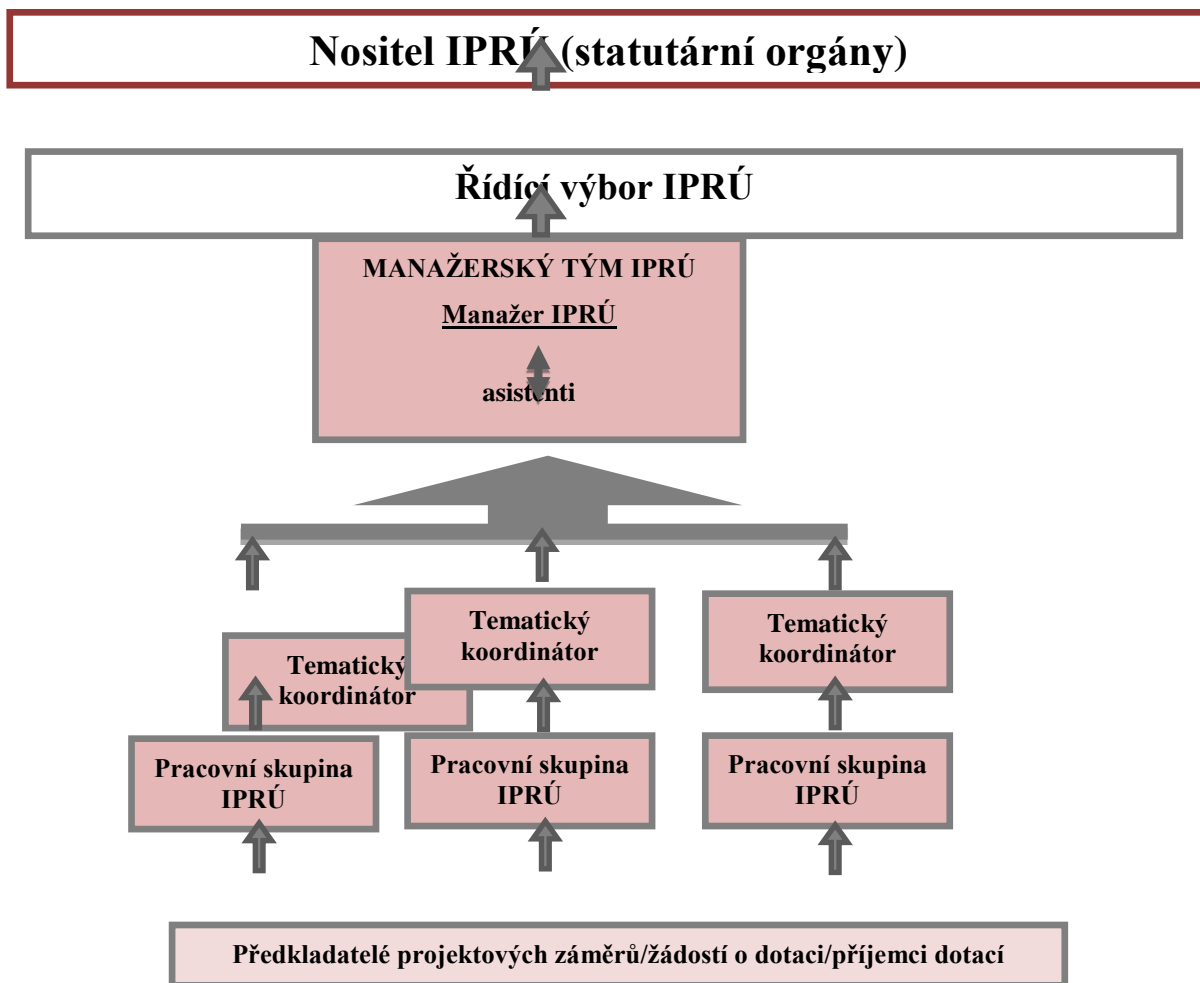 Nositel IPRÚ (statutární orgány)
Řídící výbor IPRÚ
MANAŽERSKÝ TÝM IPRÚ
Manažer IPRÚ
asistenti
Tematický
koordinátor
Tematický
koordinátor
Tematický
koordinátor
Pracovní skupina
IPRÚ
Pracovní skupina
IPRÚ
Pracovní skupina
IPRÚ
Předkladatelé projektových záměrů/žádostí o dotaci/příjemci dotací